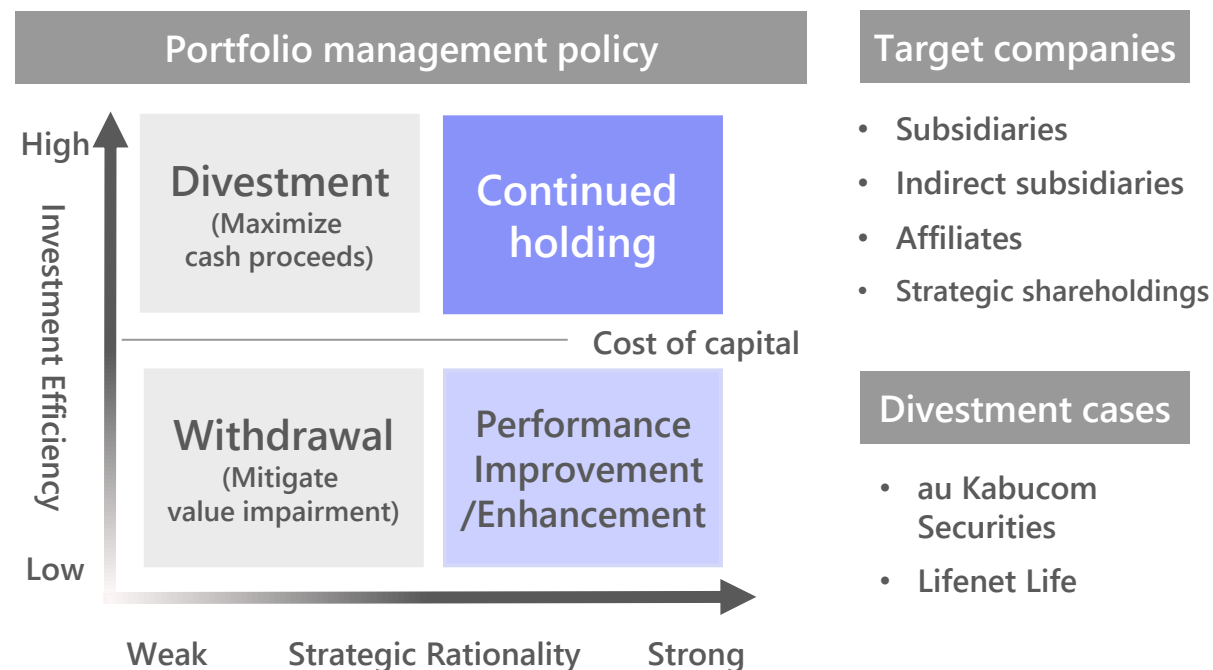 Portfolio management policy
High
Investment Efficiency
Low
Divestment
(Maximize
cash proceeds)
Continued
holding
Cost of capital
Withdrawal
(Mitigate
value impairment)
Performance
Improvement
/Enhancement
Weak
Strategic Rationality
Strong
Target companies
• Subsidiaries
• Indirect subsidiaries
• Affiliates
• Strategic shareholdings
Divestment cases
• au Kabucom
Securities
• Lifenet Life